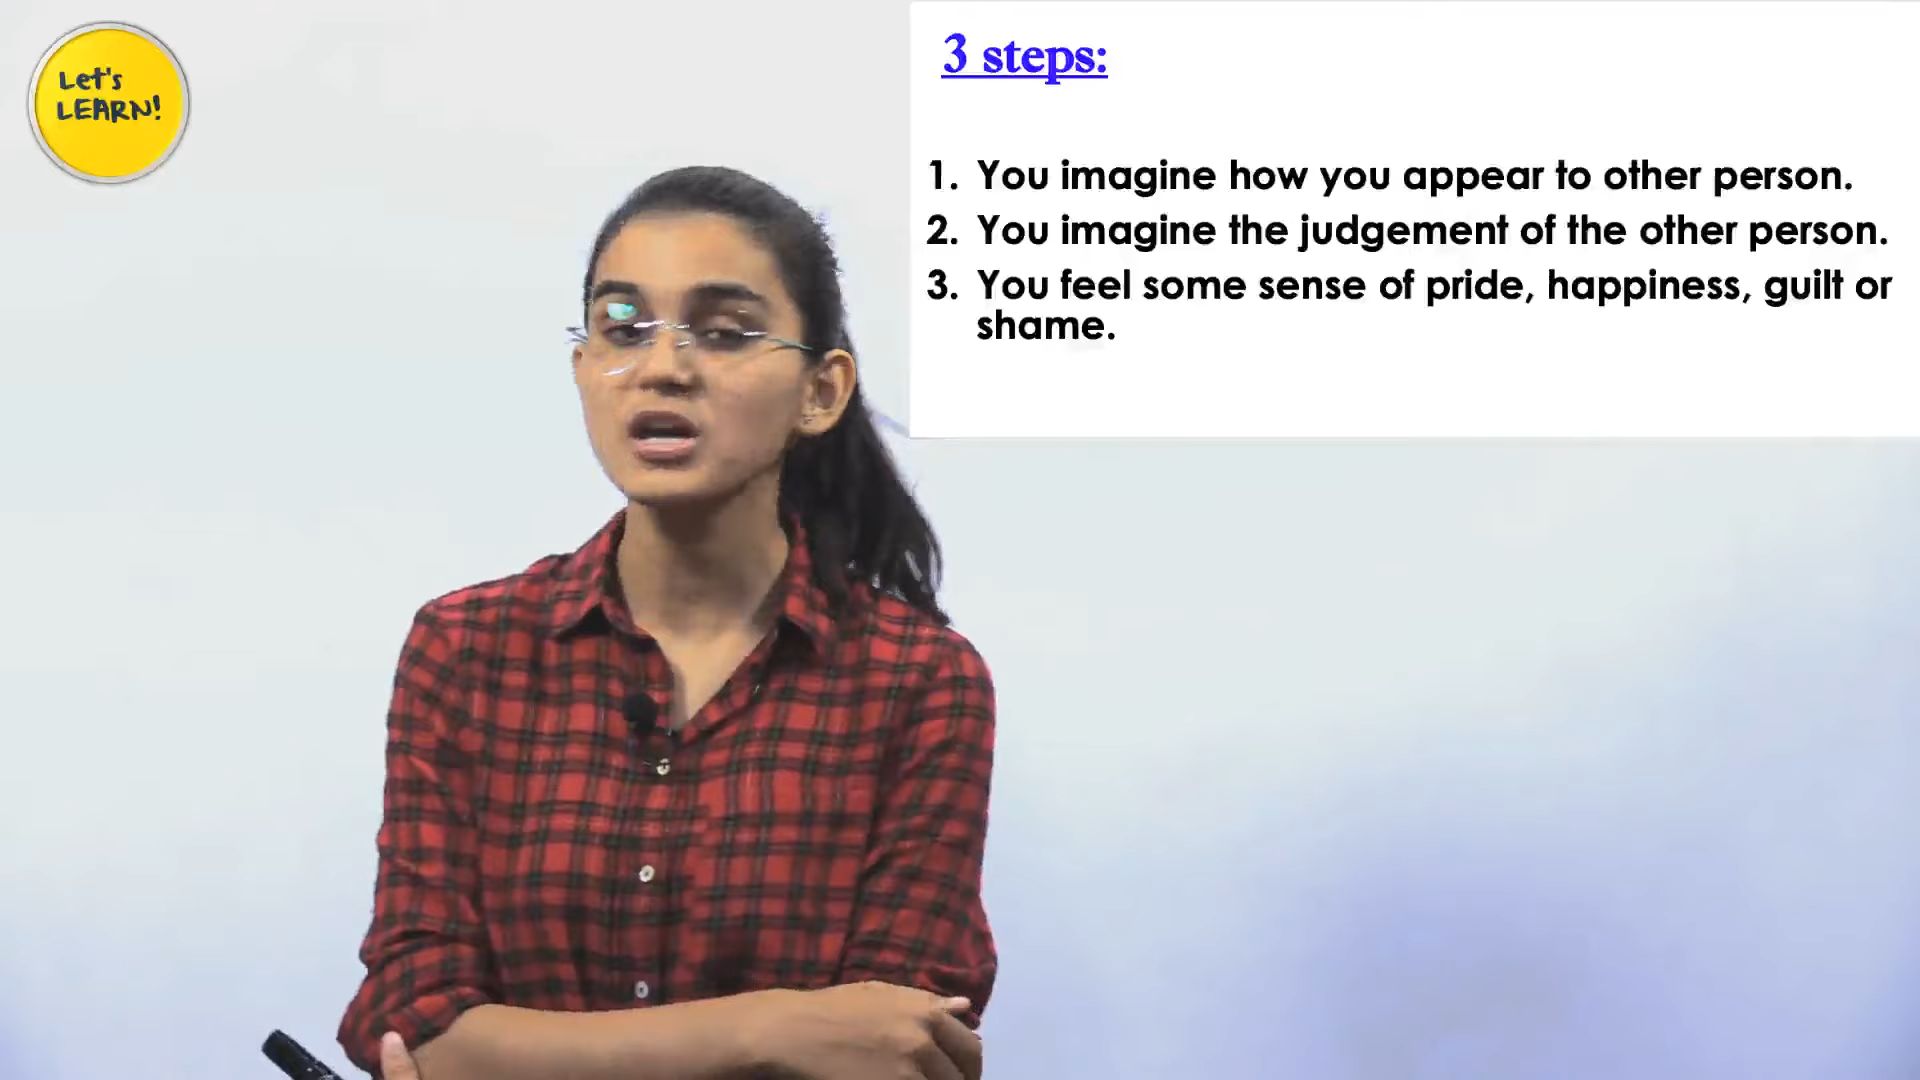 Let's
LEARN!
3 steps:
1. You imagine how you appear to other person.
2. You imagine the judgement of the other person.
3. You feel some sense of pride, happiness, guilt or
shame.